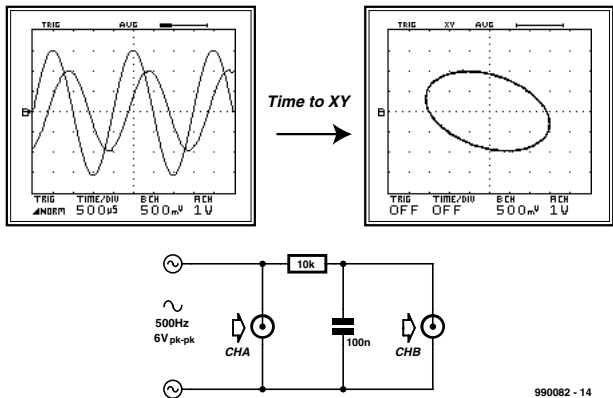 TRIG AVG
B
TRIG TIME/DIV B CH A CH
NORM 500µS 500mV 1V
Time to XY
TRIG XY AVG
B
TRIG TIME/DIV B CH A CH
OFF OFF 500mV 1V
10k
500Hz
6Vpk-pk
CHA
100n
CHB
990082 - 14